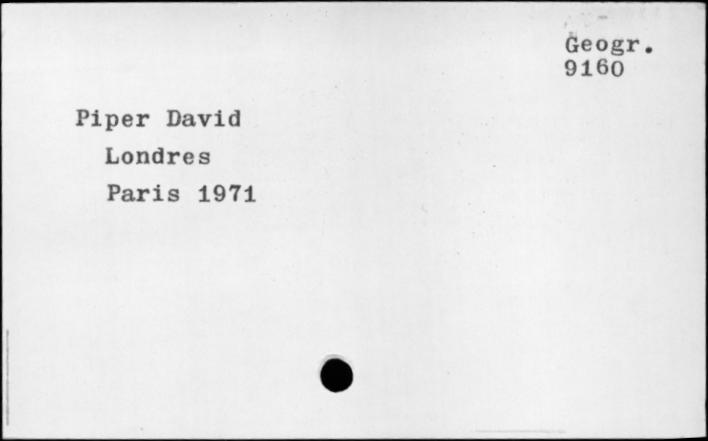 Geogr.
9160
Piper David
Londres
Paris 1971